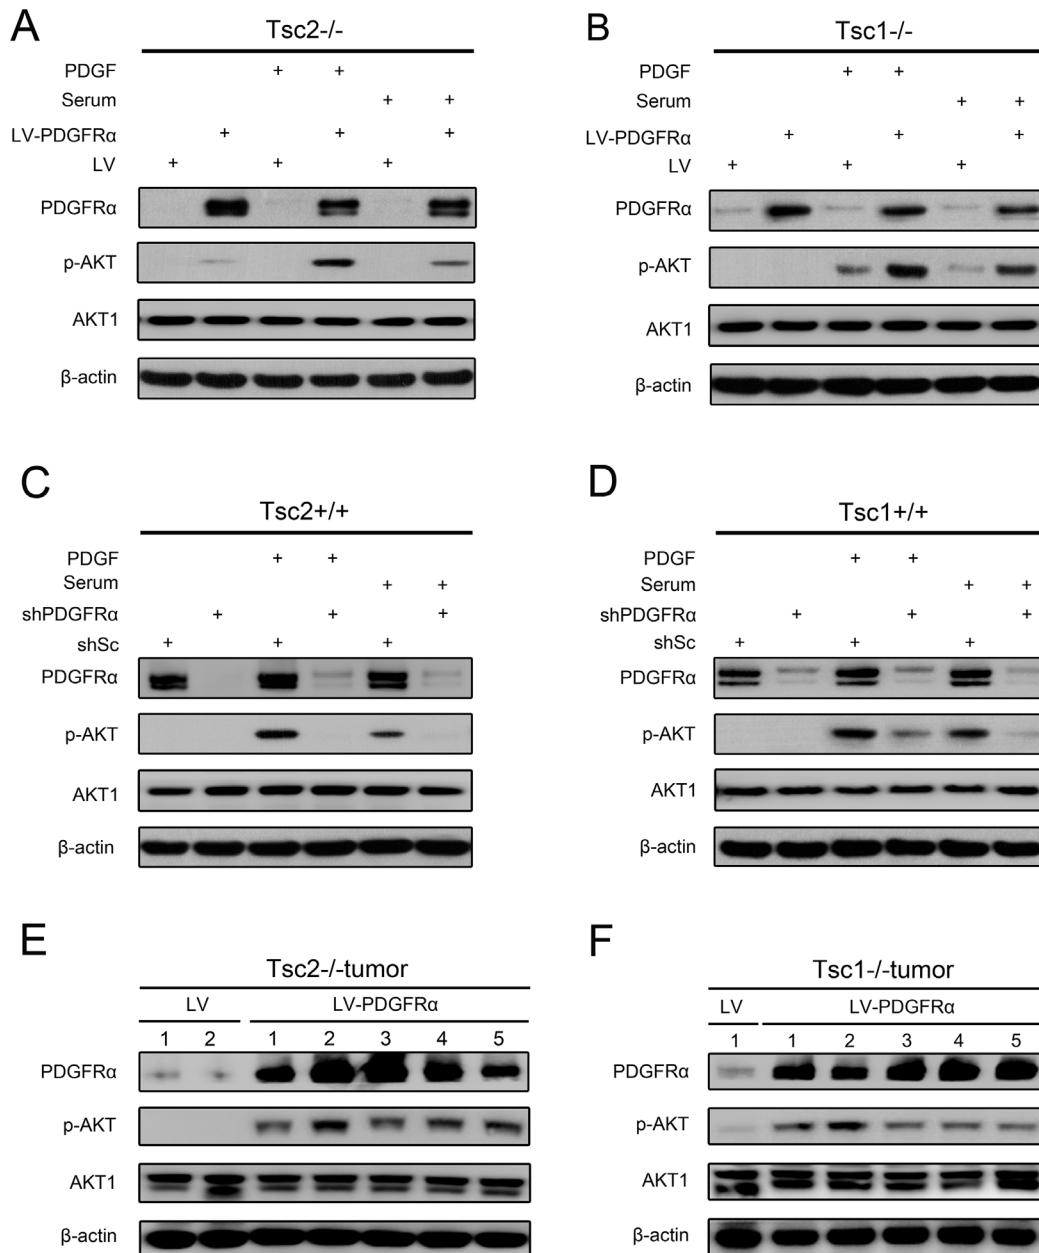 A
Tsc2-/-
PDGF + +
Serum + +
LV-PDGFRα + + +
LV + + +
PDGFRα
p-AKT
AKT1
β-actin
B
Tsc1-/-
PDGF + +
Serum + +
LV-PDGFRα + + +
LV + + +
PDGFRα
p-AKT
AKT1
β-actin
C
Tsc2+/+
PDGF + +
Serum + +
shPDGFRα + + +
shSc + + +
PDGFRα
p-AKT
AKT1
β-actin
D
Tsc1+/+
PDGF + +
Serum + +
shPDGFRα + + +
shSc + + +
PDGFRα
p-AKT
AKT1
β-actin
E
Tsc2-/-tumor
LV LV-PDGFRα
1 2 1 2 3 4 5
PDGFRα
p-AKT
AKT1
β-actin
F
Tsc1-/-tumor
LV LV-PDGFRα
1 1 2 3 4 5
PDGFRα
p-AKT
AKT1
β-actin